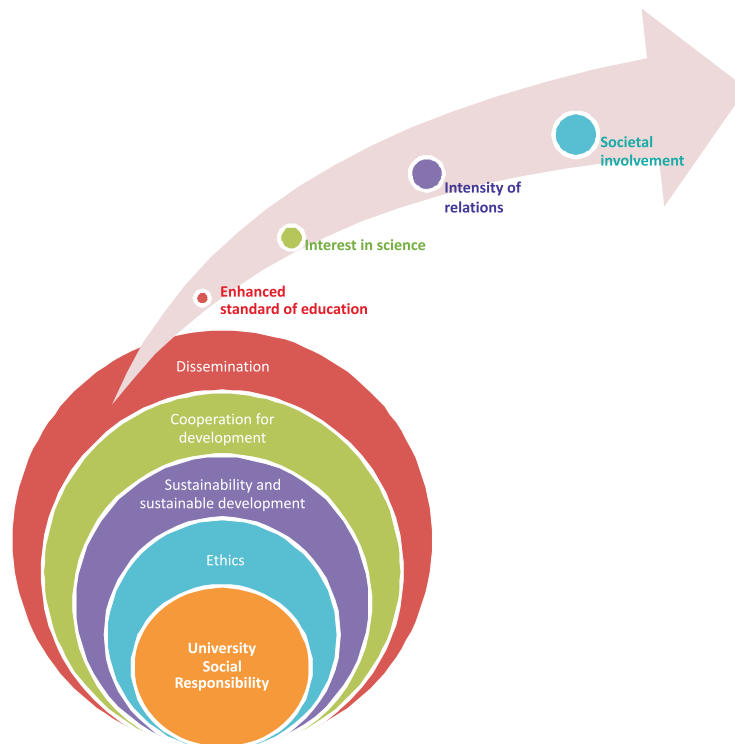 Societal
involvement
Intensity of
relations
Interest in science
Enhanced
standard of education
Dissemination
Cooperation for
development
Sustainability and
sustainable development
Ethics
University
Social
Responsibility